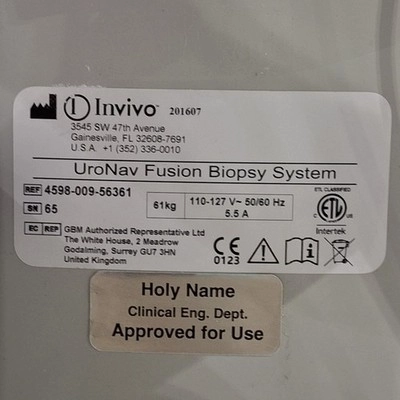 Invivo 201607
3545 SW 47th Avenue
Gainesville, FL 32608-7691
U.S.A. +1 (352) 336-0010
UroNav Fusion Biopsy System
REF 4598-009-56361
SN 65
61kg
110-127 V~ 50/60 Hz
5.5 A
ETL CLASSIFIED
ETL
Intertek
EC REP GBM Authorized Representative Ltd
The White House, 2 Meadrow
Godalming, Surrey GU7 3HN
United Kingdom
CE
0123
Holy Name
Clinical Eng. Dept.
Approved for Use